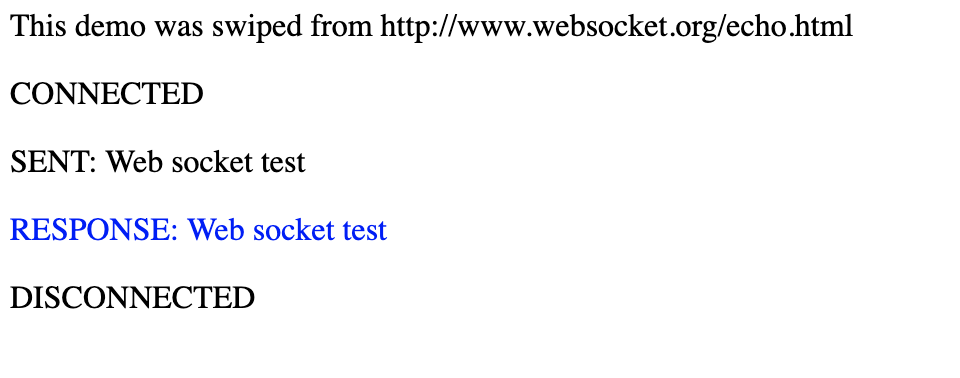 This demo was swiped from http://www.websocket.org/echo.html
CONNECTED
SENT: Web socket test
RESPONSE: Web socket test
DISCONNECTED